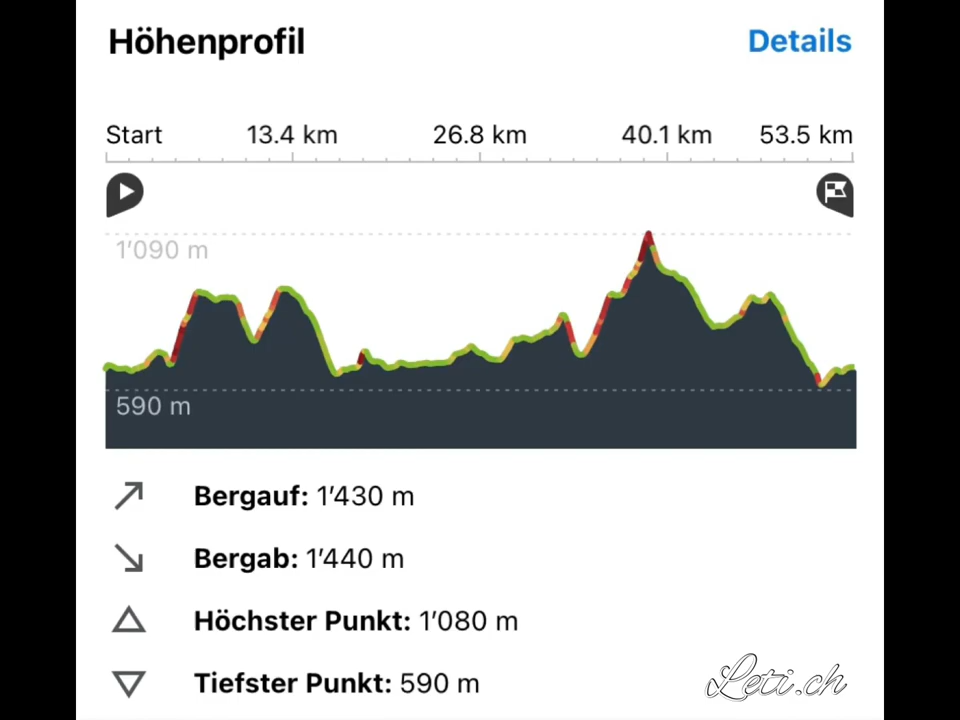 Höhenprofil Details
Start 13.4 km 26.8 km 40.1 km 53.5 km
1’090 m
590 m
Bergauf: 1’430 m
Bergab: 1’440 m
Höchster Punkt: 1’080 m
Tiefster Punkt: 590 m
Leti.ch